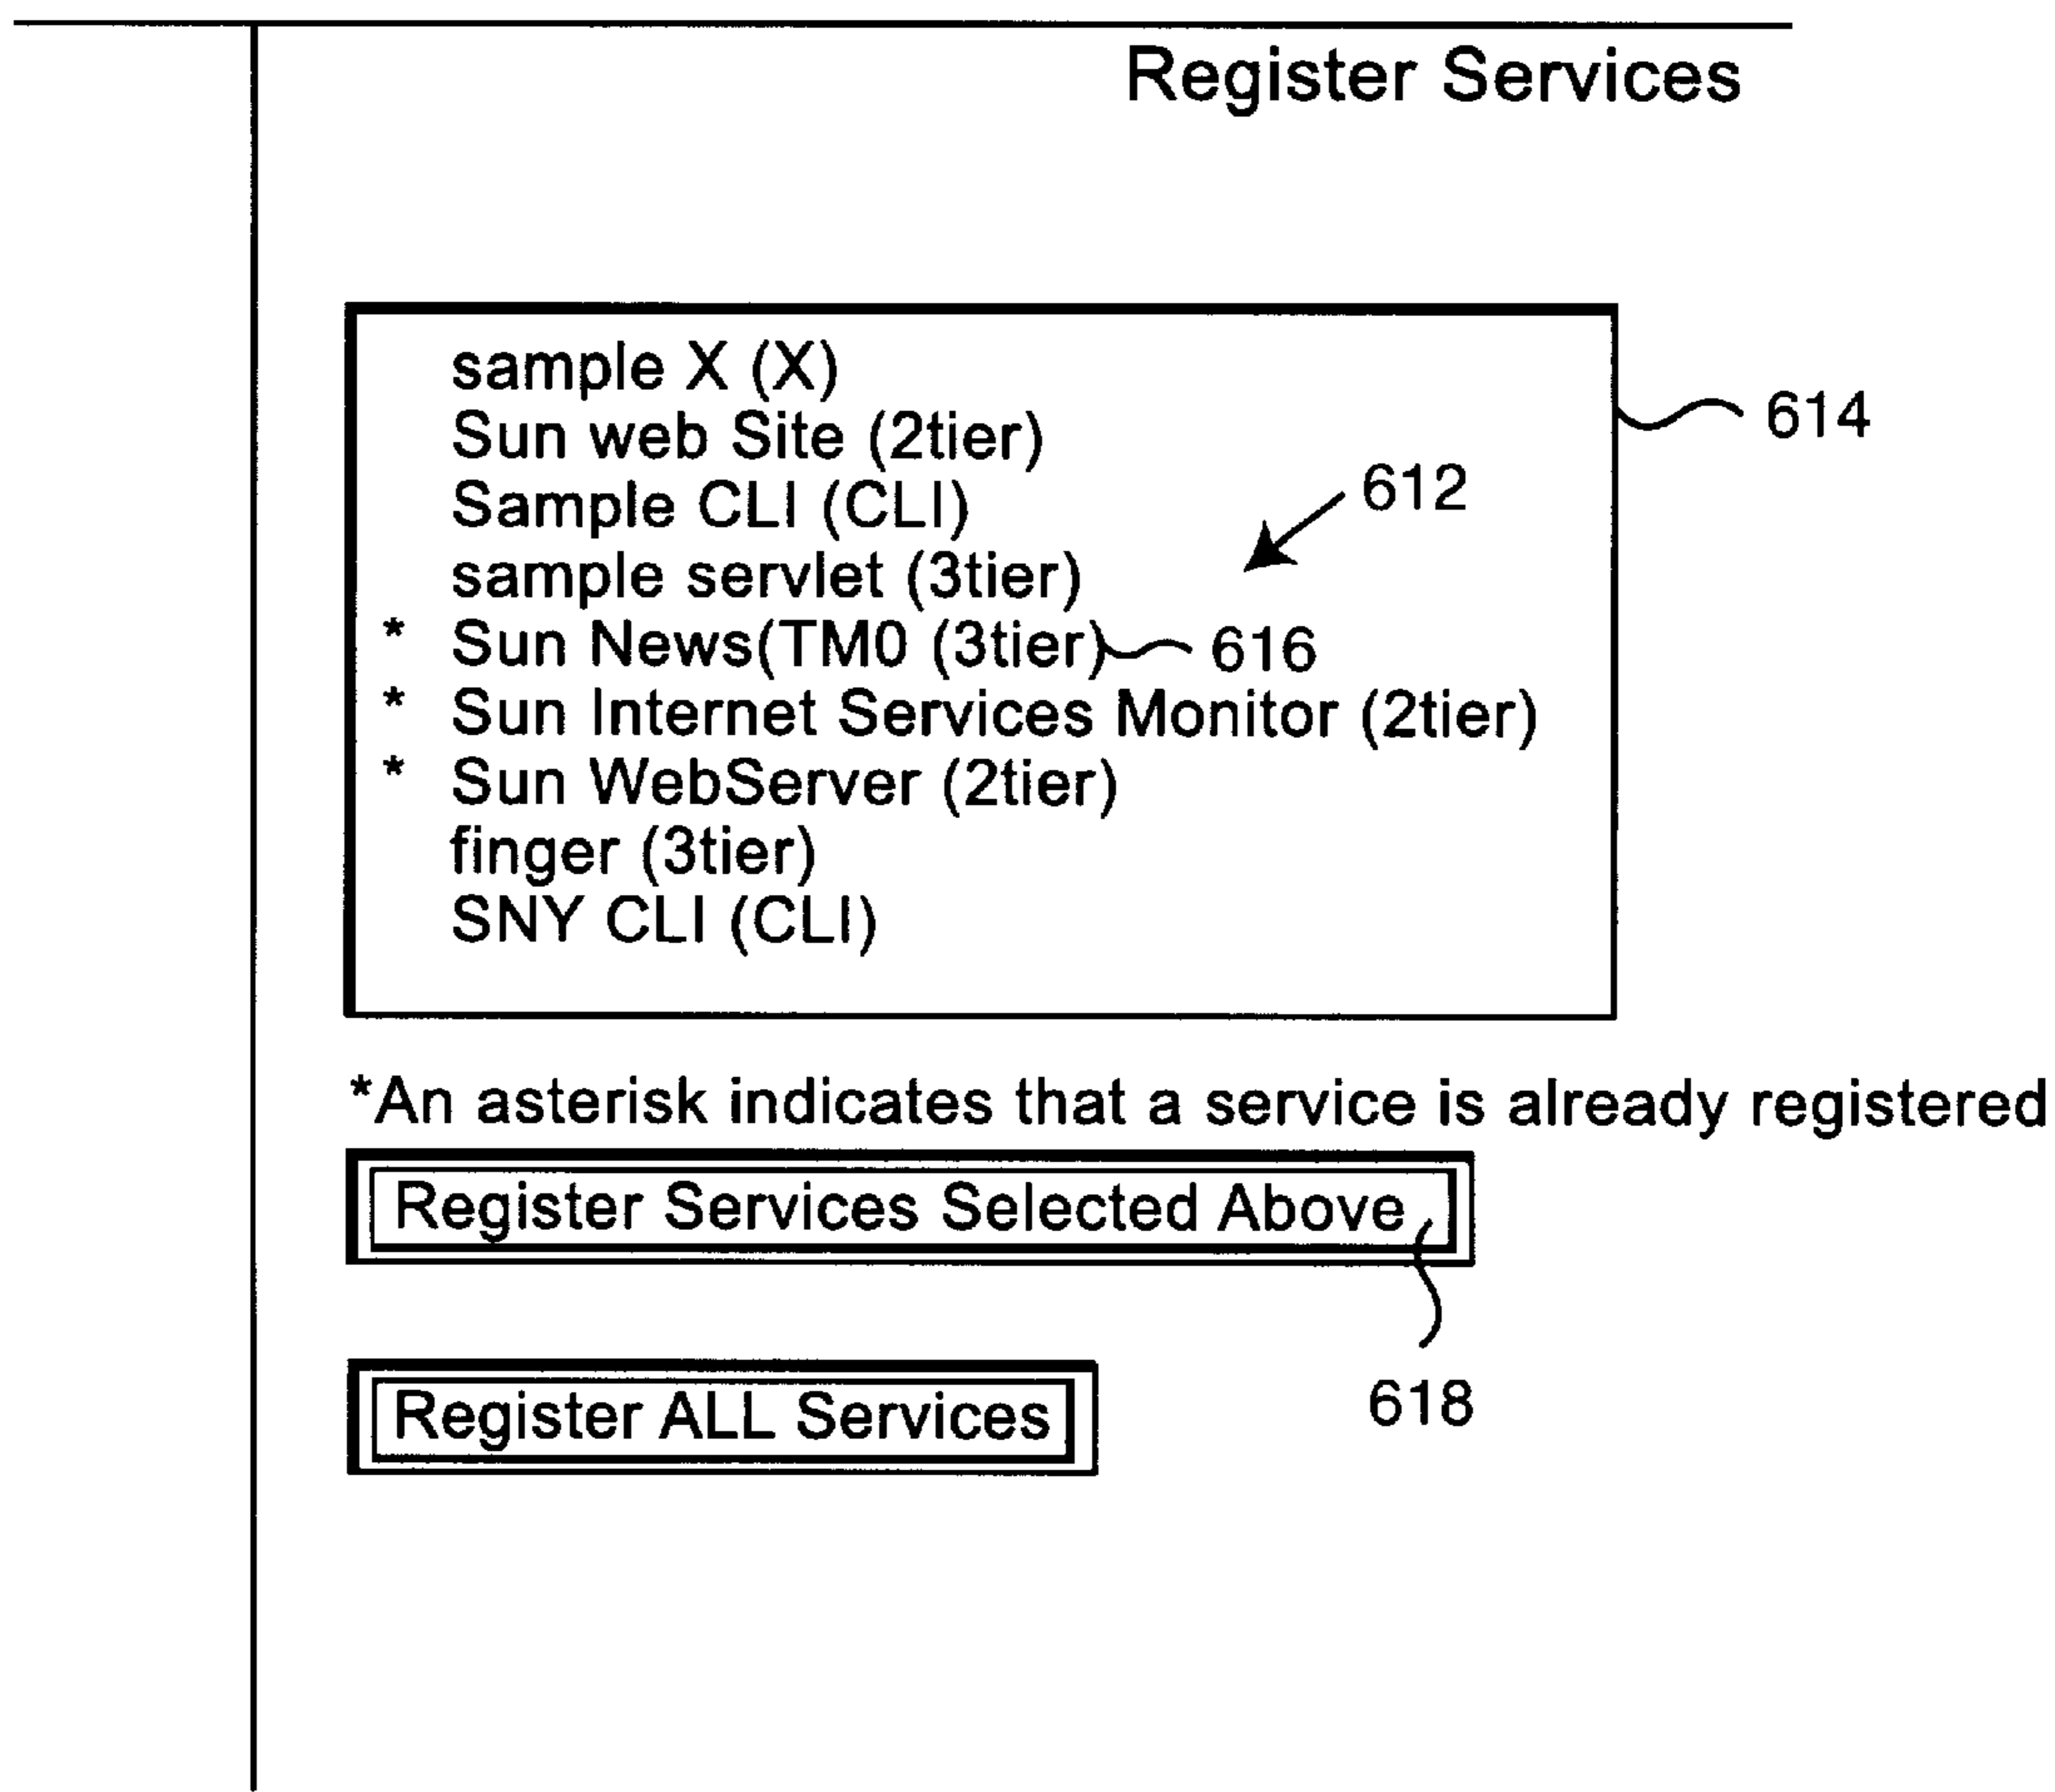 Register Services
sample X (X)
614
Sun web Site (2tier)
612
Sample CLI (CLI)
sample servlet (3tier)
* Sun News(TM0 (3tier) 616
* Sun Internet Services Monitor (2tier)
* Sun WebServer (2tier)
finger (3tier)
SNY CLI (CLI)
*An asterisk indicates that a service is already registered
Register Services Selected Above
618
Register ALL Services